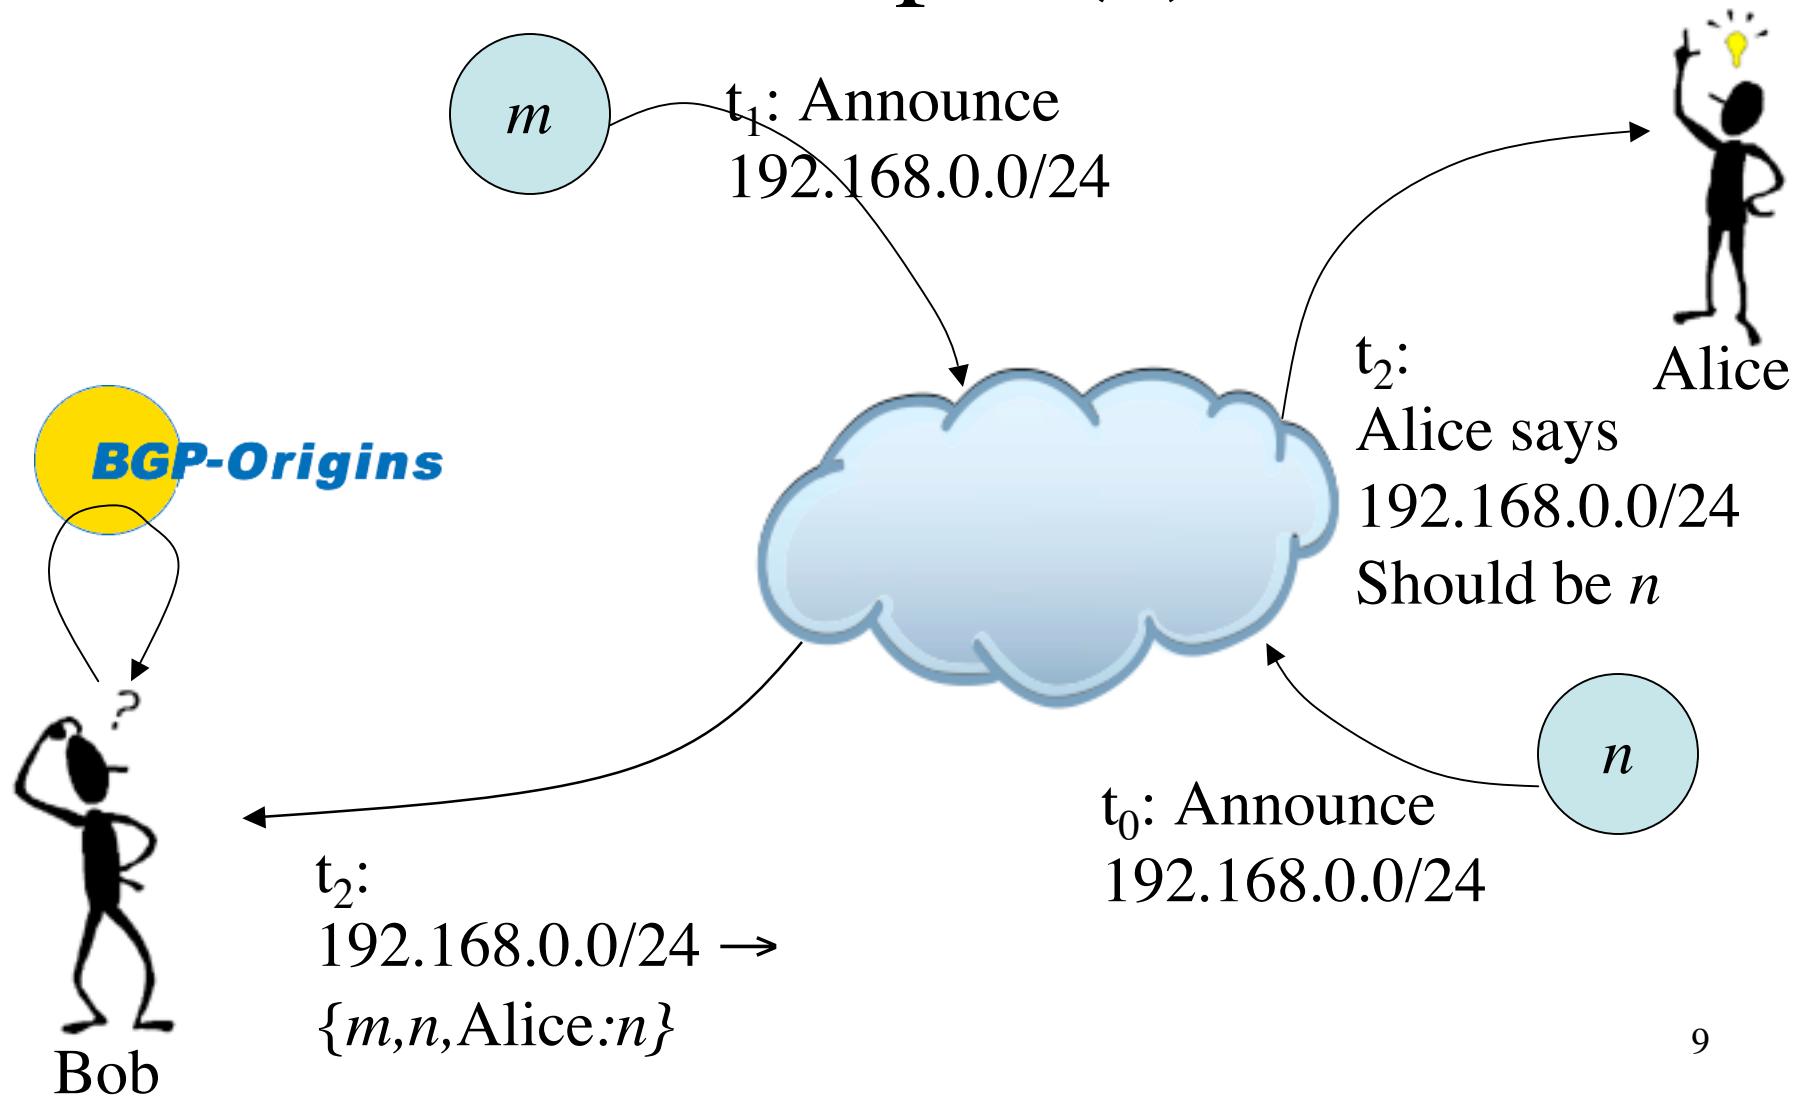 m
t1: Announce
192.168.0.0/24
Alice
t2:
Alice says
192.168.0.0/24
Should be n
BGP-Origins
n
t0: Announce
192.168.0.0/24
t2:
192.168.0.0/24 →
{m,n,Alice:n}
?
Bob
9